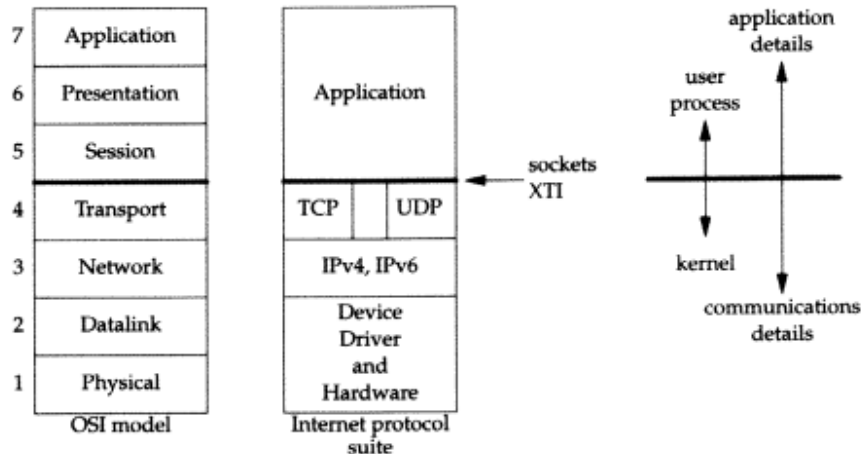 7 Application
6 Presentation
5 Session
4 Transport
3 Network
2 Datalink
1 Physical
OSI model
Application
TCP UDP
IPv4, IPv6
Device
Driver
and
Hardware
Internet protocol
suite
sockets
XTI
user
process
kernel
application
details
communications
details